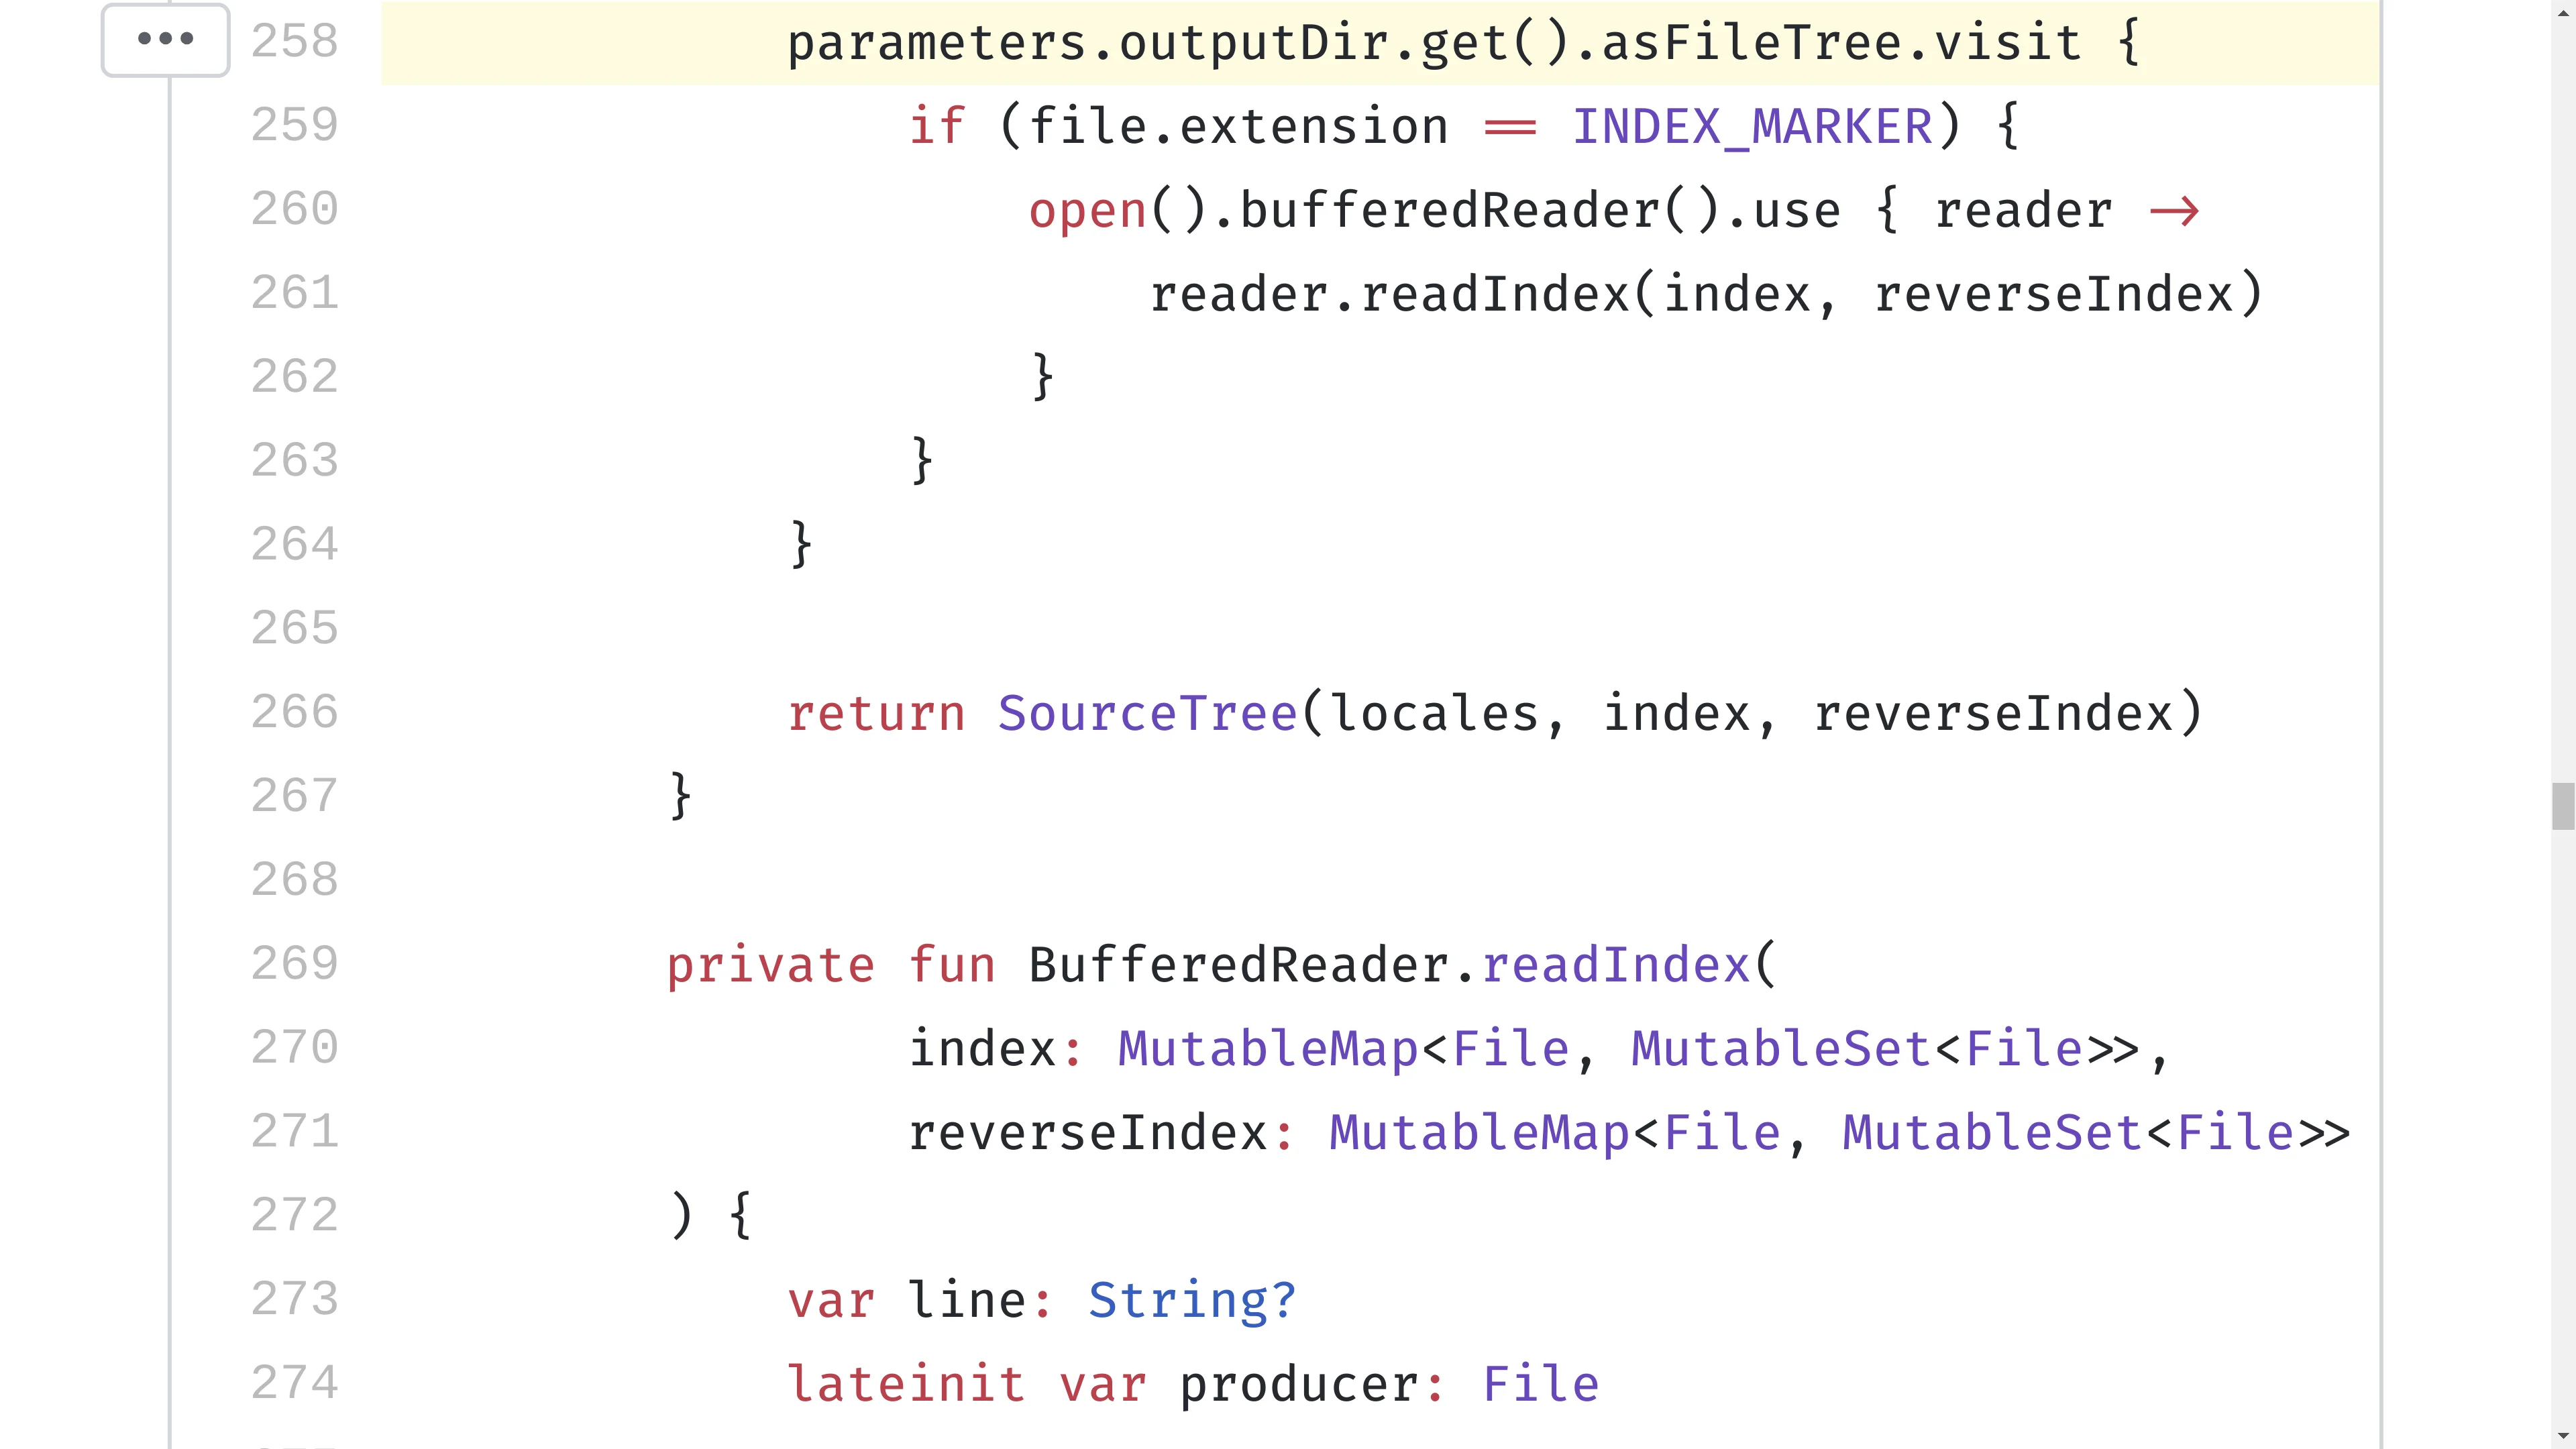 258 parameters.outputDir.get().asFileTree.visit {
259 if (file.extension == INDEX_MARKER) {
260 open().bufferedReader().use { reader ->
261 reader.readIndex(index, reverseIndex)
262 }
263 }
264 }
265
266 return SourceTree(locales, index, reverseIndex)
267 }
268
269 private fun BufferedReader.readIndex(
270 index: MutableMap<File, MutableSet<File>>,
271 reverseIndex: MutableMap<File, MutableSet<File>>
272 ) {
273 var line: String?
274 lateinit var producer: File